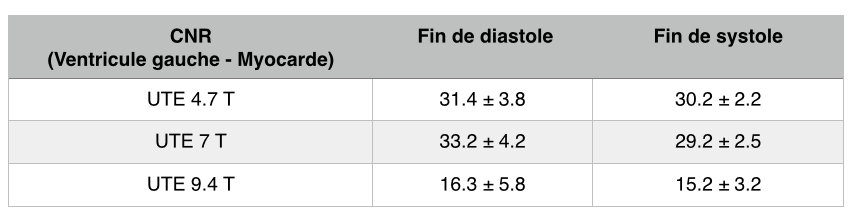 CNR Fin de diastole Fin de systole
(Ventricule gauche - Myocarde)
UTE 4.7 T 31.4 ± 3.8 30.2 ± 2.2
UTE 7 T 33.2 ± 4.2 29.2 ± 2.5
UTE 9.4 T 16.3 ± 5.8 15.2 ± 3.2